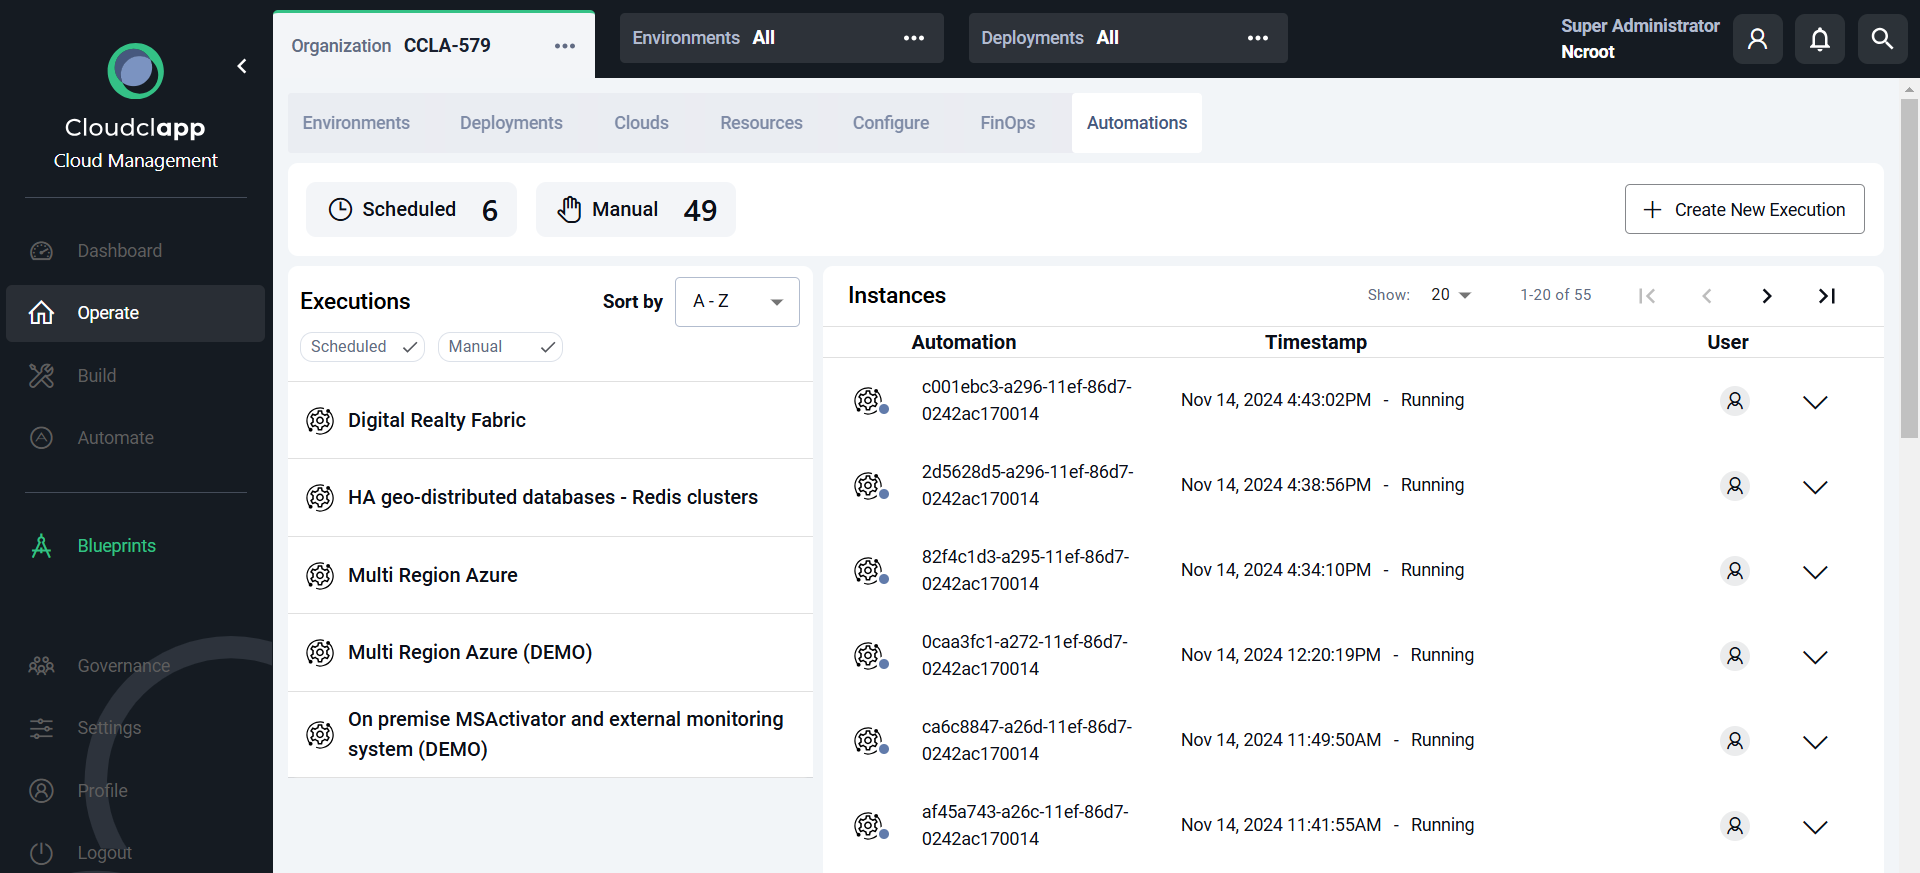 Cloudclapp
Cloud Management
Dashboard
Operate
Build
Automate
Blueprints
Governance
Settings
Profile
Logout
Organization CCLA-579
Environments All
Deployments All
Super Administrator
Ncroot
Environments Deployments Clouds Resources Configure FinOps Automations
Scheduled 6
Manual 49
Create New Execution
Executions
Sort by A - Z
Scheduled Manual
Digital Realty Fabric
HA geo-distributed databases - Redis clusters
Multi Region Azure
Multi Region Azure (DEMO)
On premise MSActivator and external monitoring
system (DEMO)
Instances
Show: 20 1-20 of 55
Automation Timestamp User
c001ebc3-a296-11ef-86d7-
0242ac170014
Nov 14, 2024 4:43:02PM - Running
2d5628d5-a296-11ef-86d7-
0242ac170014
Nov 14, 2024 4:38:56PM - Running
82f4c1d3-a295-11ef-86d7-
0242ac170014
Nov 14, 2024 4:34:10PM - Running
0caa3fc1-a272-11ef-86d7-
0242ac170014
Nov 14, 2024 12:20:19PM - Running
ca6c8847-a26d-11ef-86d7-
0242ac170014
Nov 14, 2024 11:49:50AM - Running
af45a743-a26c-11ef-86d7-
0242ac170014
Nov 14, 2024 11:41:55AM - Running